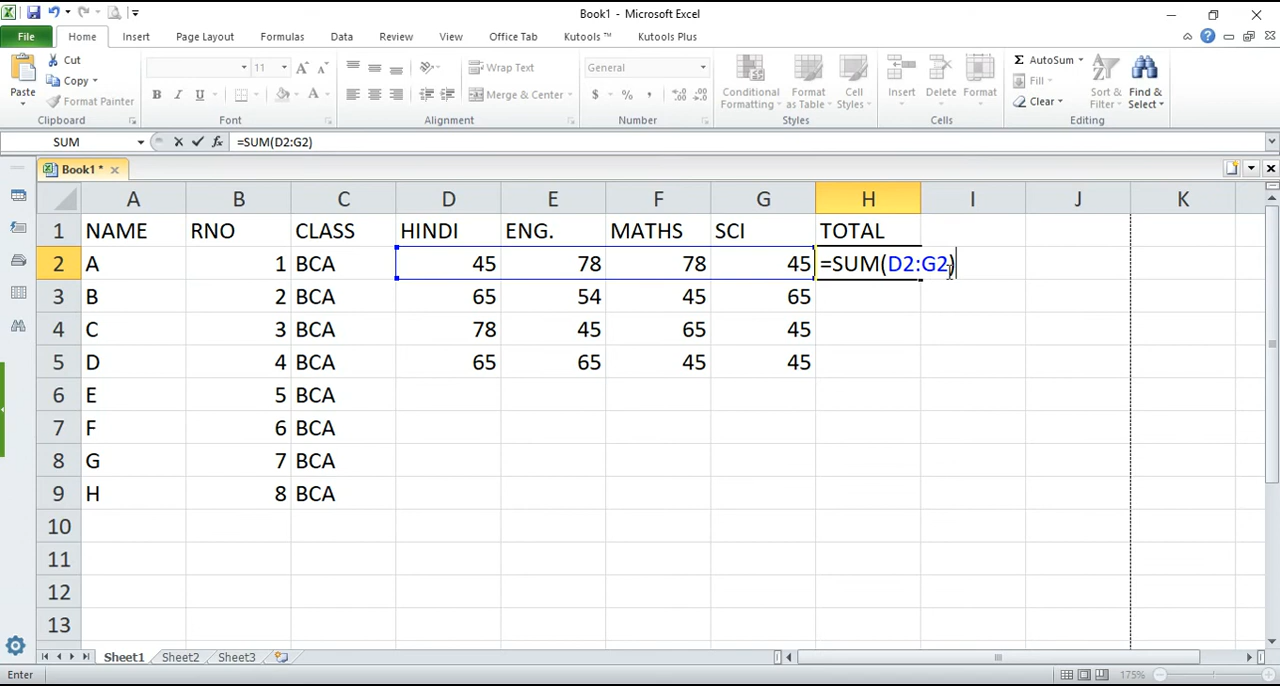 Book1 - Microsoft Excel
File Home Insert Page Layout Formulas Data Review View Office Tab Kutools ™ Kutools Plus
Paste
Cut
Copy
Format Painter
Clipboard
11 A A
B I U A
Font
Wrap Text
Merge & Center
Alignment
General
$ % ,
Number
Conditional Formatting
Format as Table
Cell Styles
Styles
Insert Delete Format
Cells
Σ AutoSum
Fill
Clear
Sort & Filter
Find & Select
Editing
SUM fx =SUM(D2:G2)
Book1 *
A B C D E F G H I J K
1 NAME RNO CLASS HINDI ENG. MATHS SCI TOTAL
2 A 1 BCA 45 78 78 45 =SUM(D2:G2)
3 B 2 BCA 65 54 45 65
4 C 3 BCA 78 45 65 45
5 D 4 BCA 65 65 45 45
6 E 5 BCA
7 F 6 BCA
8 G 7 BCA
9 H 8 BCA
10
11
12
13
Sheet1 Sheet2 Sheet3
Enter 175%